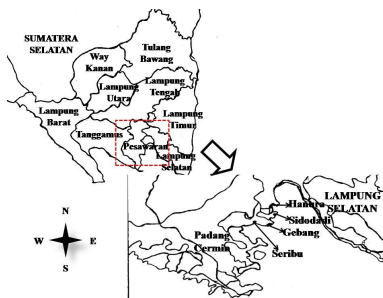 SUMATERA
SELATAN
Way
Kanan
Tulang
Bawang
Lampung
Utara
Lampung
Tengah
Lampung
Barat
Lampung
Timur
Tanggamus
Pesawaran
Lampung
Selatan
LAMPUNG
SELATAN
Hanura
Sidodadi
Gebang
Padang
Cermin
Seribu
N
W E
S